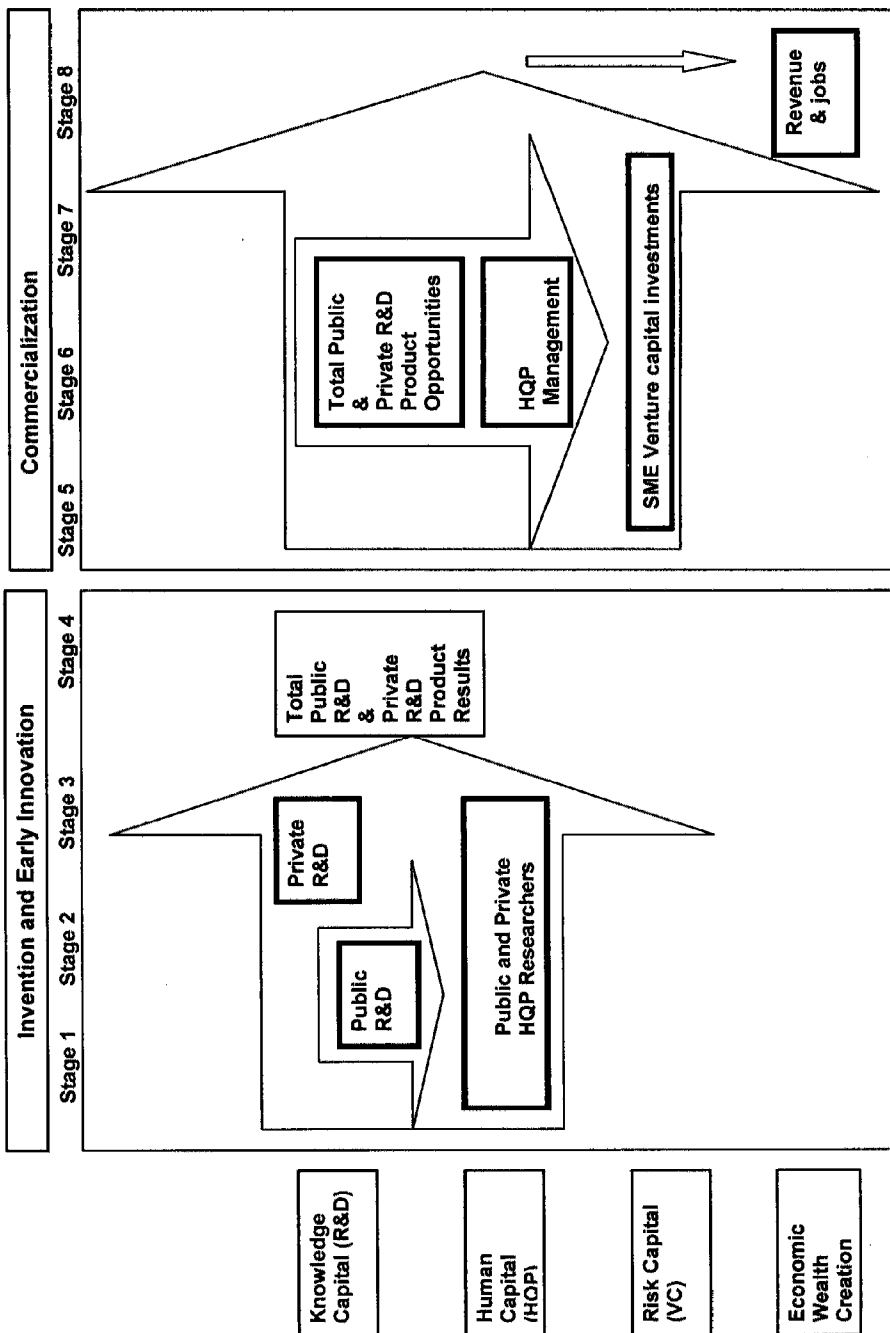 Invention and Early Innovation
Commercialization
Stage 1
Stage 2
Stage 3
Stage 4
Stage 5
Stage 6
Stage 7
Stage 8
Knowledge
Capital (R&D)
Public
R&D
Private
R&D
Total
Public
R&D
&
Private
R&D
Product
Results
Total Public
&
Private R&D
Product
Opportunities
Human
Capital
(HQP)
Public and Private
HQP Researchers
HQP
Management
Risk Capital
(VC)
SME Venture capital investments
Economic
Wealth
Creation
Revenue
& jobs